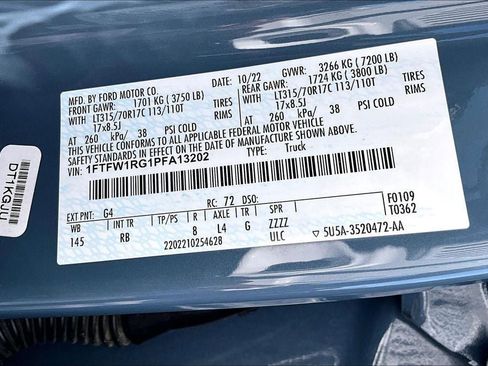 MFD. BY FORD MOTOR CO. 10/22 GVWR: 3266 KG ( 7200 LB)
FRONT GAWR: 1701 KG ( 3750 LB) REAR GAWR: 1724 KG ( 3800 LB)
WITH LT315/70R17C 113/110T TIRES WITH LT315/70R17C 113/110T TIRES
17x8.5J RIMS 17x8.5J RIMS
AT 260 kPa/ 38 PSI COLD AT 260 kPa/ 38 PSI COLD
THIS VEHICLE CONFORMS TO ALL APPLICABLE FEDERAL MOTOR VEHICLE SAFETY AND
THEFT PREVENTION STANDARDS IN EFFECT ON THE DATE OF MANUFACTURE SHOWN ABOVE.
VIN: 1FTFW1RG1PFA13202 TYPE: Truck
EXT PNT: G4 RC: 72 DSO: F0109
WB BRK INT TR TP/PS R AXLE TR SPR T0362
145 RB 8 L4 G ZZZZ
2202210254628 ULC 5U5A-3520472-AA